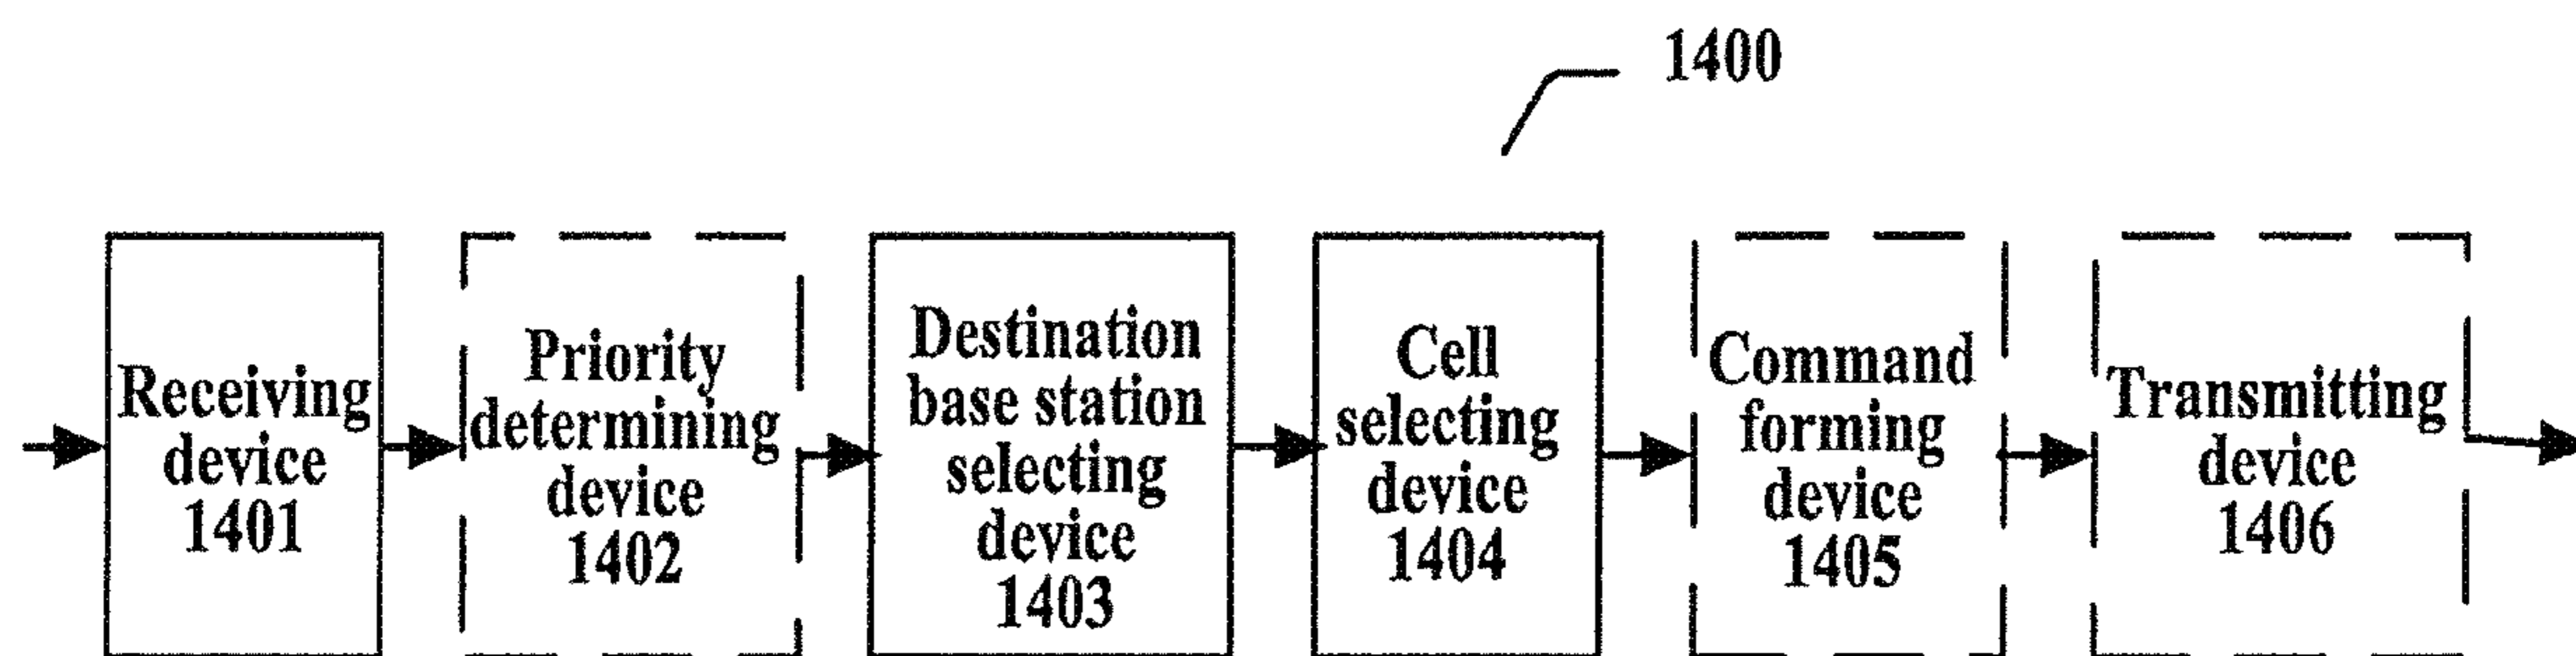 1400
Receiving
device
1401
Priority
determining
device
1402
Destination
base station
selecting
device
1403
Cell
selecting
device
1404
Command
forming
device
1405
Transmitting
device
1406